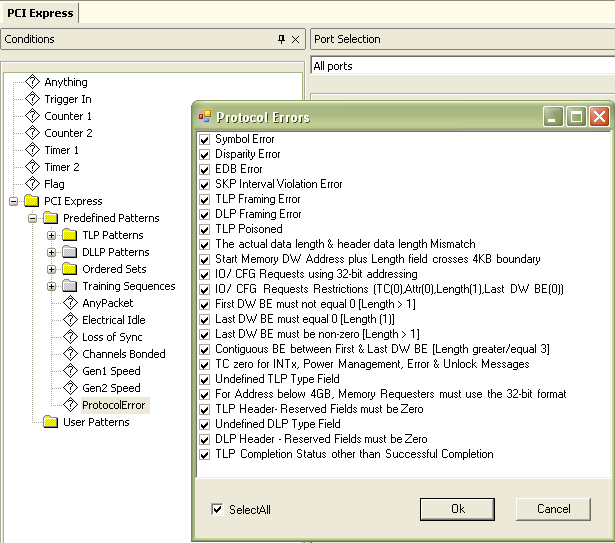 PCI Express
Conditions
Port Selection
All ports
Anything
Trigger In
Counter 1
Counter 2
Timer 1
Timer 2
Flag
PCI Express
Predefined Patterns
TLP Patterns
DLLP Patterns
Ordered Sets
Training Sequences
AnyPacket
Electrical Idle
Loss of Sync
Channels Bonded
Gen1 Speed
Gen2 Speed
ProtocolError
User Patterns
Protocol Errors
Symbol Error
Disparity Error
EDB Error
SKP Interval Violation Error
TLP Framing Error
DLP Framing Error
TLP Poisoned
The actual data length & header data length Mismatch
Start Memory DW Address plus Length field crosses 4KB boundary
IO/ CFG Requests using 32-bit addressing
IO/ CFG Requests Restrictions (TC(0),Attr(0),Length(1),Last DW BE(0))
First DW BE must not equal 0 [Length > 1]
Last DW BE must equal 0 [Length (1)]
Last DW BE must be non-zero [Length > 1]
Contiguous BE between First & Last DW BE [Length greater/equal 3]
TC zero for INTx, Power Management, Error & Unlock Messages
Undefined TLP Type Field
For Address below 4GB, Memory Requesters must use the 32-bit format
TLP Header- Reserved Fields must be Zero
Undefined DLP Type Field
DLP Header - Reserved Fields must be Zero
TLP Completion Status other than Successful Completion
SelectAll
Ok
Cancel